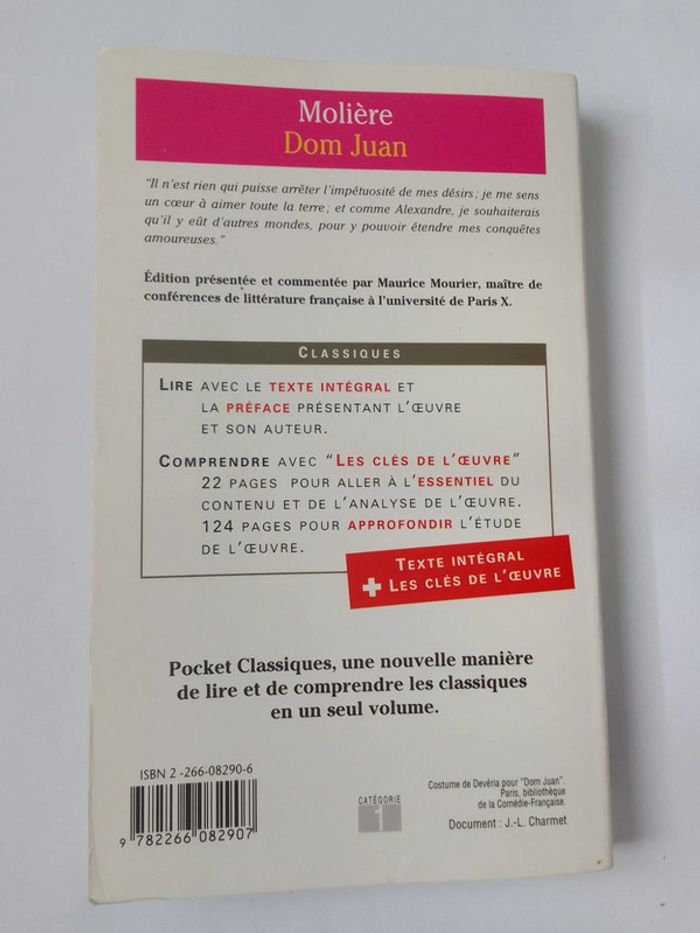 Molière
Dom Juan
"Il n'est rien qui puisse arrêter l'impétuosité de mes désirs ; je me sens
un cœur à aimer toute la terre ; et comme Alexandre, je souhaiterais
qu'il y eût d'autres mondes, pour y pouvoir étendre mes conquêtes
amoureuses."
Édition présentée et commentée par Maurice Mourier, maître de
conférences de littérature française à l'université de Paris X.
CLASSIQUES
LIRE AVEC LE TEXTE INTÉGRAL ET
LA PRÉFACE PRÉSENTANT L'ŒUVRE
ET SON AUTEUR.
COMPRENDRE AVEC "LES CLÉS DE L'ŒUVRE"
22 PAGES POUR ALLER À L'ESSENTIEL DU
CONTENU ET DE L'ANALYSE DE L'ŒUVRE.
124 PAGES POUR APPROFONDIR L'ÉTUDE
DE L'ŒUVRE.
TEXTE INTÉGRAL
+ LES CLÉS DE L'ŒUVRE
Pocket Classiques, une nouvelle manière
de lire et de comprendre les classiques
en un seul volume.
ISBN 2 -266-08290-6
9 782266 082907
CATÉGORIE
1
Costume de Devéria pour "Dom Juan".
Paris, bibliothèque
de la Comédie-Française.
Document : J.-L. Charmet